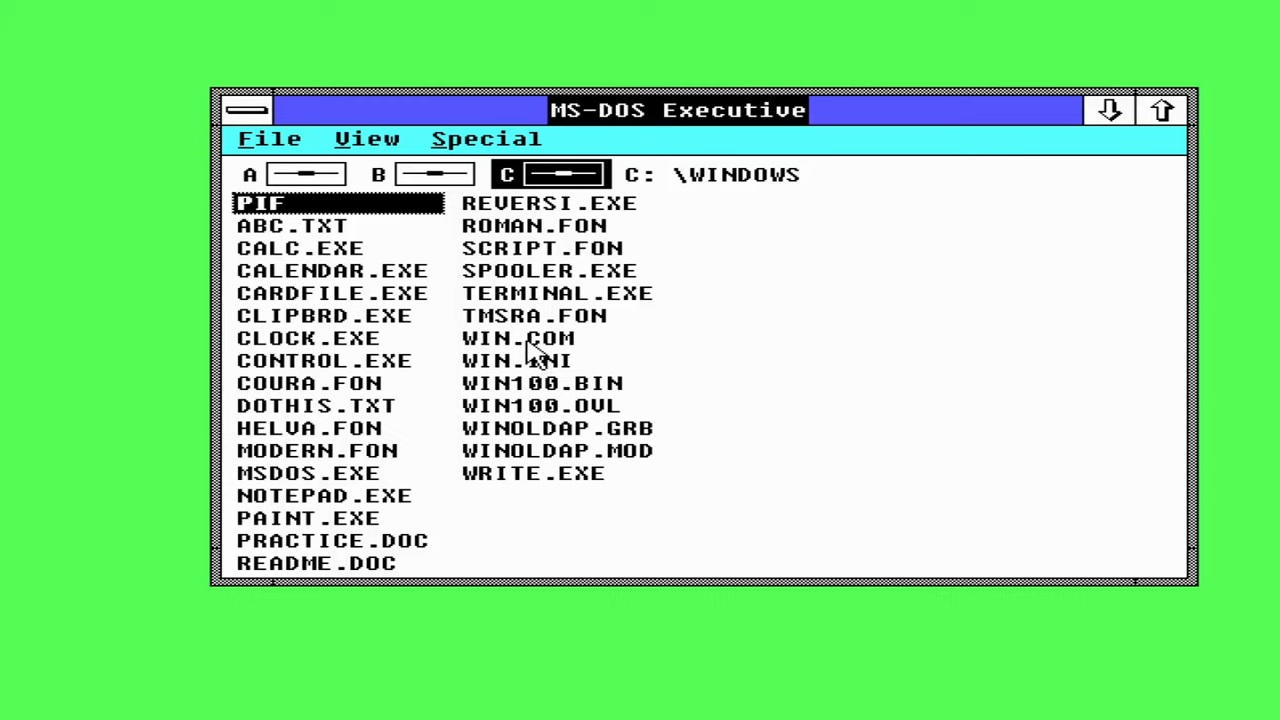 MS-DOS Executive
File View Special
A B C C: \WINDOWS
PIF
ABC.TXT
CALC.EXE
CALENDAR.EXE
CARDFILE.EXE
CLIPBRD.EXE
CLOCK.EXE
CONTROL.EXE
COURA.FON
DOTHIS.TXT
HELVA.FON
MODERN.FON
MSDOS.EXE
NOTEPAD.EXE
PAINT.EXE
PRACTICE.DOC
README.DOC
REVERSI.EXE
ROMAN.FON
SCRIPT.FON
SPOOLER.EXE
TERMINAL.EXE
TMSRA.FON
WIN.COM
WIN.INI
WIN100.BIN
WIN100.OVL
WINOLDAP.GRB
WINOLDAP.MOD
WRITE.EXE